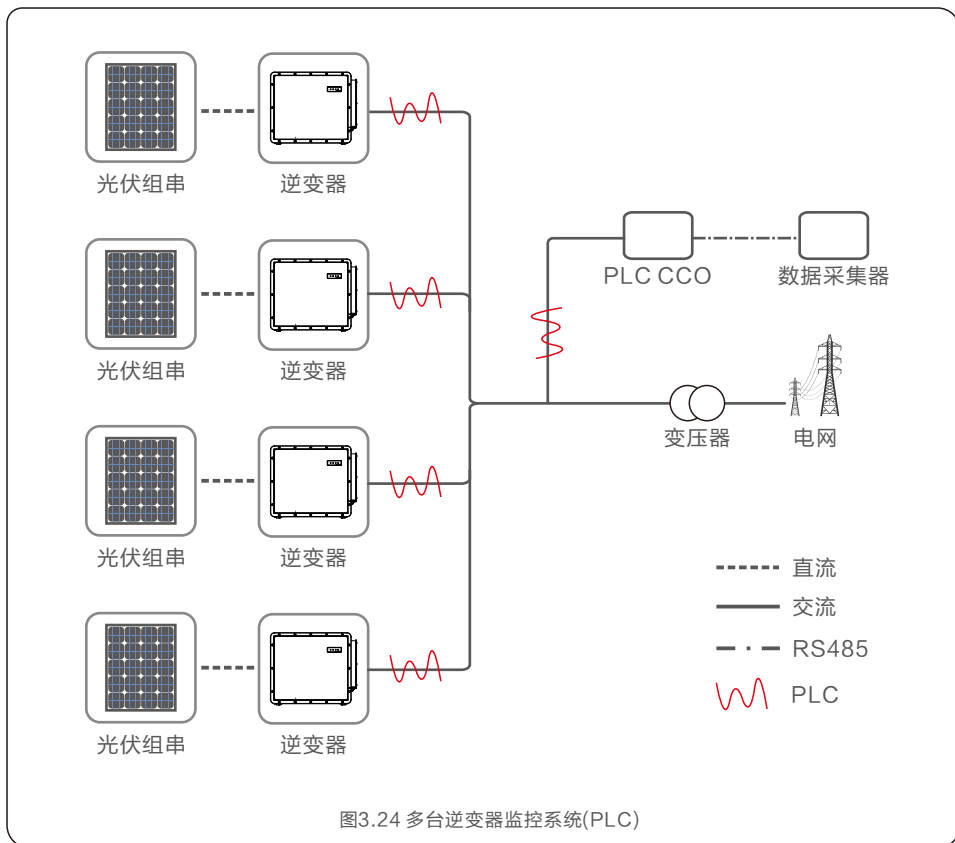 光伏组串
逆变器
光伏组串
逆变器
光伏组串
逆变器
光伏组串
逆变器
PLC CCO
数据采集器
变压器
电网
直流
交流
RS485
PLC
图3.24 多台逆变器监控系统(PLC)